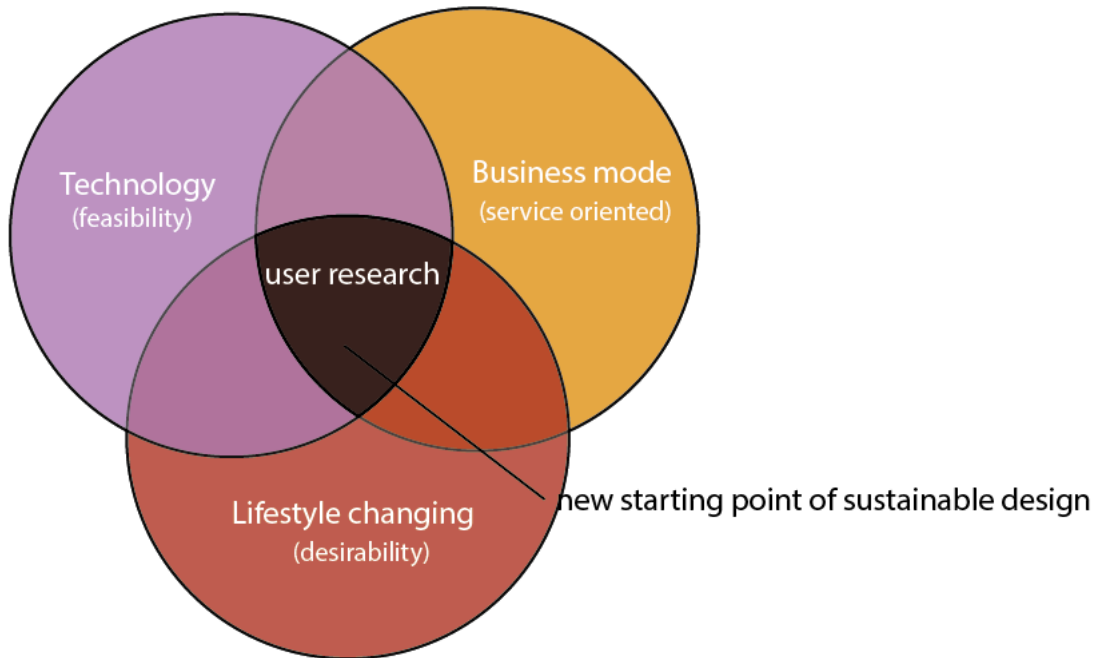 Technology
(feasibility)
Business mode
(service oriented)
user research
Lifestyle changing
(desirability)
new starting point of sustainable design